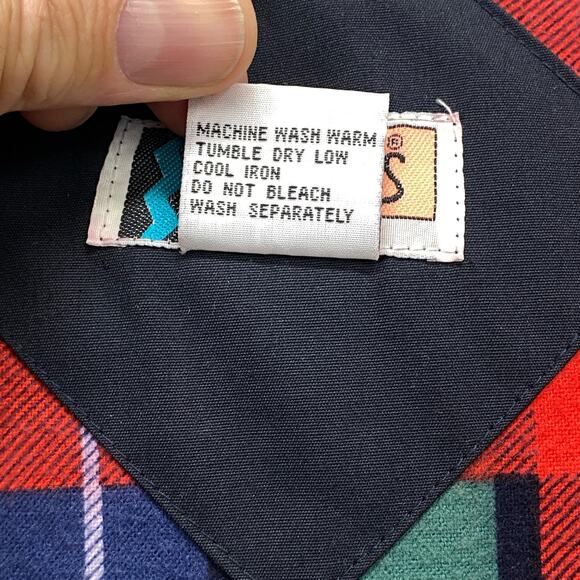 MACHINE WASH WARM
TUMBLE DRY LOW
COOL IRON
DO NOT BLEACH
WASH SEPARATELY
®
S